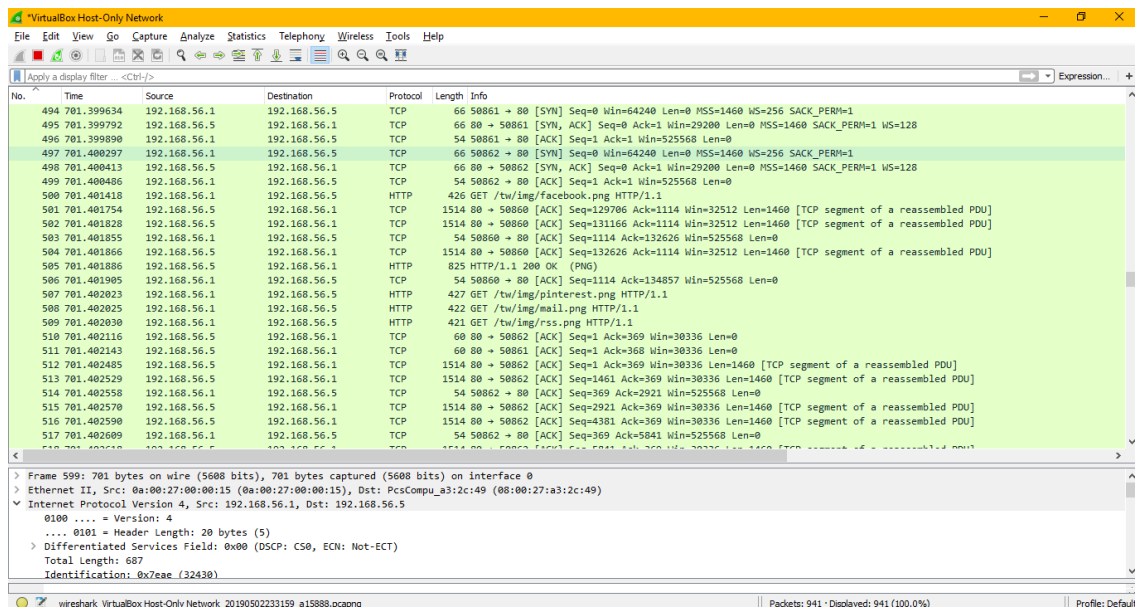 *VirtualBox Host-Only Network
File Edit View Go Capture Analyze Statistics Telephony Wireless Tools Help
Apply a display filter ... <Ctrl-/> Expression... +
No. Time Source Destination Protocol Length Info
494 701.399634 192.168.56.1 192.168.56.5 TCP 66 50861 → 80 [SYN] Seq=0 Win=64240 Len=0 MSS=1460 WS=256 SACK_PERM=1
495 701.399792 192.168.56.5 192.168.56.1 TCP 66 80 → 50861 [SYN, ACK] Seq=0 Ack=1 Win=29200 Len=0 MSS=1460 SACK_PERM=1 WS=128
496 701.399890 192.168.56.1 192.168.56.5 TCP 54 50861 → 80 [ACK] Seq=1 Ack=1 Win=525568 Len=0
497 701.400297 192.168.56.1 192.168.56.5 TCP 66 50862 → 80 [SYN] Seq=0 Win=64240 Len=0 MSS=1460 WS=256 SACK_PERM=1
498 701.400413 192.168.56.5 192.168.56.1 TCP 66 80 → 50862 [SYN, ACK] Seq=0 Ack=1 Win=29200 Len=0 MSS=1460 SACK_PERM=1 WS=128
499 701.400486 192.168.56.1 192.168.56.5 TCP 54 50862 → 80 [ACK] Seq=1 Ack=1 Win=525568 Len=0
500 701.401418 192.168.56.1 192.168.56.5 HTTP 426 GET /tw/img/facebook.png HTTP/1.1
501 701.401754 192.168.56.5 192.168.56.1 TCP 1514 80 → 50860 [ACK] Seq=129706 Ack=1114 Win=32512 Len=1460 [TCP segment of a reassembled PDU]
502 701.401828 192.168.56.5 192.168.56.1 TCP 1514 80 → 50860 [ACK] Seq=131166 Ack=1114 Win=32512 Len=1460 [TCP segment of a reassembled PDU]
503 701.401855 192.168.56.1 192.168.56.5 TCP 54 50860 → 80 [ACK] Seq=1114 Ack=132626 Win=525568 Len=0
504 701.401866 192.168.56.5 192.168.56.1 TCP 1514 80 → 50860 [ACK] Seq=132626 Ack=1114 Win=32512 Len=1460 [TCP segment of a reassembled PDU]
505 701.401886 192.168.56.5 192.168.56.1 HTTP 825 HTTP/1.1 200 OK (PNG)
506 701.401905 192.168.56.1 192.168.56.5 TCP 54 50860 → 80 [ACK] Seq=1114 Ack=134857 Win=525568 Len=0
507 701.402023 192.168.56.1 192.168.56.5 HTTP 427 GET /tw/img/pinterest.png HTTP/1.1
508 701.402025 192.168.56.1 192.168.56.5 HTTP 422 GET /tw/img/mail.png HTTP/1.1
509 701.402030 192.168.56.1 192.168.56.5 HTTP 421 GET /tw/img/rss.png HTTP/1.1
510 701.402116 192.168.56.5 192.168.56.1 TCP 60 80 → 50862 [ACK] Seq=1 Ack=369 Win=30336 Len=0
511 701.402143 192.168.56.5 192.168.56.1 TCP 60 80 → 50861 [ACK] Seq=1 Ack=368 Win=30336 Len=0
512 701.402485 192.168.56.5 192.168.56.1 TCP 1514 80 → 50862 [ACK] Seq=1 Ack=369 Win=30336 Len=1460 [TCP segment of a reassembled PDU]
513 701.402529 192.168.56.5 192.168.56.1 TCP 1514 80 → 50862 [ACK] Seq=1461 Ack=369 Win=30336 Len=1460 [TCP segment of a reassembled PDU]
514 701.402558 192.168.56.1 192.168.56.5 TCP 54 50862 → 80 [ACK] Seq=369 Ack=2921 Win=525568 Len=0
515 701.402570 192.168.56.5 192.168.56.1 TCP 1514 80 → 50862 [ACK] Seq=2921 Ack=369 Win=30336 Len=1460 [TCP segment of a reassembled PDU]
516 701.402590 192.168.56.5 192.168.56.1 TCP 1514 80 → 50862 [ACK] Seq=4381 Ack=369 Win=30336 Len=1460 [TCP segment of a reassembled PDU]
517 701.402609 192.168.56.1 192.168.56.5 TCP 54 50862 → 80 [ACK] Seq=369 Ack=5841 Win=525568 Len=0
Frame 599: 701 bytes on wire (5608 bits), 701 bytes captured (5608 bits) on interface 0
Ethernet II, Src: 0a:00:27:00:00:15 (0a:00:27:00:00:15), Dst: PcsCompu_a3:2c:49 (08:00:27:a3:2c:49)
Internet Protocol Version 4, Src: 192.168.56.1, Dst: 192.168.56.5
0100 .... = Version: 4
.... 0101 = Header Length: 20 bytes (5)
Differentiated Services Field: 0x00 (DSCP: CS0, ECN: Not-ECT)
Total Length: 687
Identification: 0x7eae (32430)
wireshark_VirtualBox Host-Only Network_20190502233159_a15888.pcapng Packets: 941 · Displayed: 941 (100.0%) Profile: Default